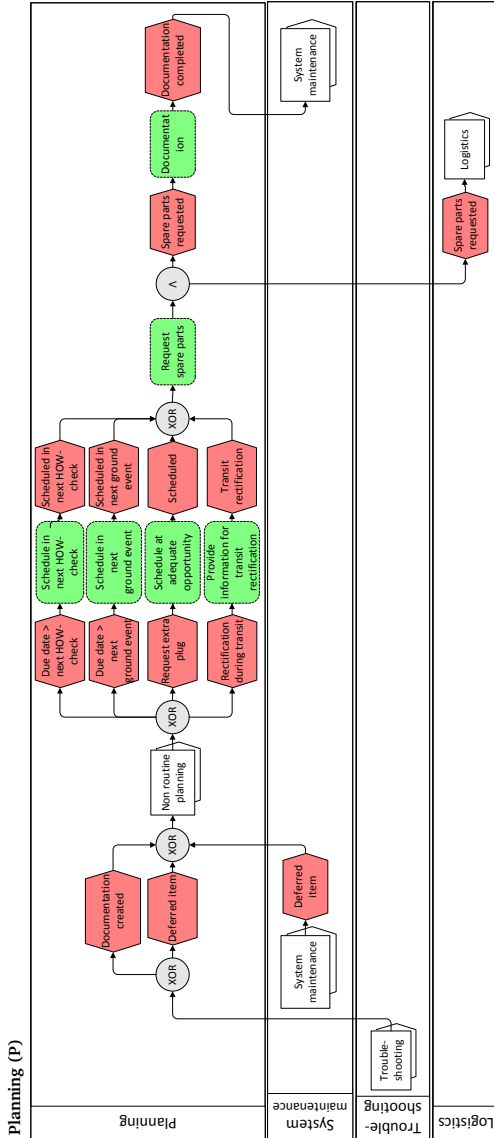 Planning (P)
Planning
System
maintenance
Trouble-
shooting
Logistics
Trouble-
shooting
System
maintenance
Deferred
item
XOR
Documentation
created
Deferred item
XOR
Non routine
planning
XOR
Due date >
next HOW-
check
Schedule in
next HOW-
check
Scheduled in
next HOW-
check
Due date >
next
ground event
Schedule in
next
ground event
Scheduled in
next ground
event
Request extra
plug
Schedule at
adequate
opportunity
Scheduled
Rectification
during transit
Provide
information for
transit
rectification
Transit
rectification
XOR
Request
spare parts
V
Spare parts
requested
Documentat
ion
Documentation
completed
System
maintenance
Spare parts
requested
Logistics